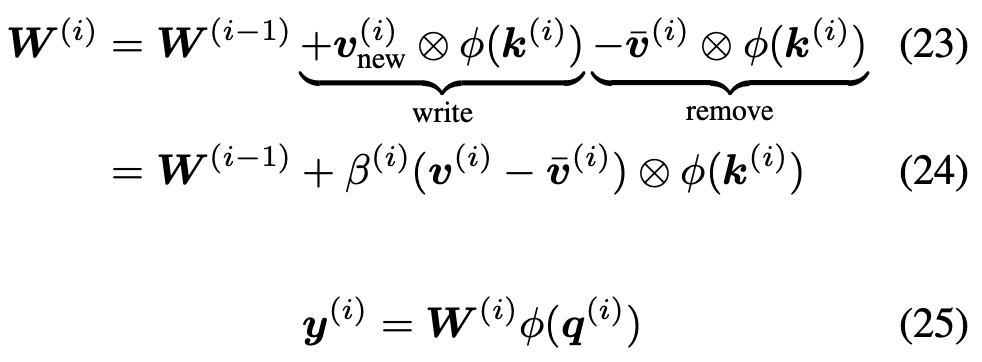 W^(i) = W^(i−1) +v_new^(i) ⊗ ϕ(k^(i)) −v̄^(i) ⊗ ϕ(k^(i)) (23)
write remove
= W^(i−1) + β^(i)(v^(i) − v̄^(i)) ⊗ ϕ(k^(i)) (24)
y^(i) = W^(i)ϕ(q^(i)) (25)